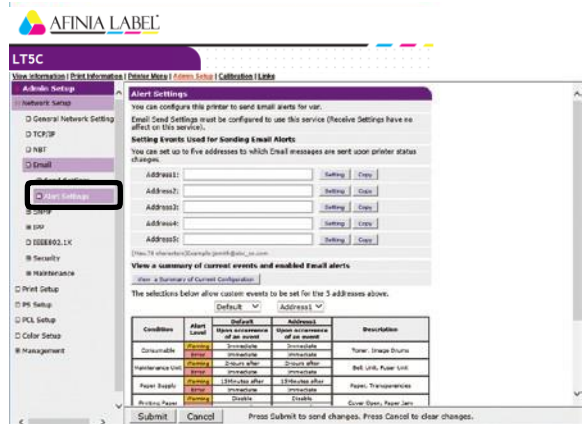 AFINIA LABEL
LT5C
View Information | Print Information | Printer Menu | Admin Setup | Calibration | Links
Admin Setup
Network Setup
General Network Setting
TCP/IP
NBT
Email
Alert Settings
SNMP
IPP
IEEE802.1X
Security
Maintenance
Print Setup
PS Setup
PCL Setup
Color Setup
Management
Alert Settings
You can configure this printer to send Email alerts for var.
Email Send Settings must be configured to use this service (Receive Settings have no
affect on this service).
Setting Events Used for Sending Email Alerts
You can set up to five addresses to which Email messages are sent upon printer status
changes.
Address1: Setting Copy
Address2: Setting Copy
Address3: Setting Copy
Address4: Setting Copy
Address5: Setting Copy
View a summary of current events and enabled Email alerts
View a Summary of Current Configuration
The selections below allow custom events to be set for the 5 addresses above.
Default Address1
Condition Alert Level Default Upon occurrence of an event Address1 Upon occurrence of an event Description
Consumable Warning Immediate Immediate Toner, Image Drums
Error Immediate Immediate
Maintenance Unit Warning 2Hours after 2Hours after Belt Unit, Fuser Unit
Error Immediate Immediate
Paper Supply Warning 15Minutes after 15Minutes after Paper, Transparencies
Error Immediate Immediate
Printing Paper Warning Disable Disable Cover Open, Paper Jam
Submit Cancel Press Submit to send changes. Press Cancel to clear changes.